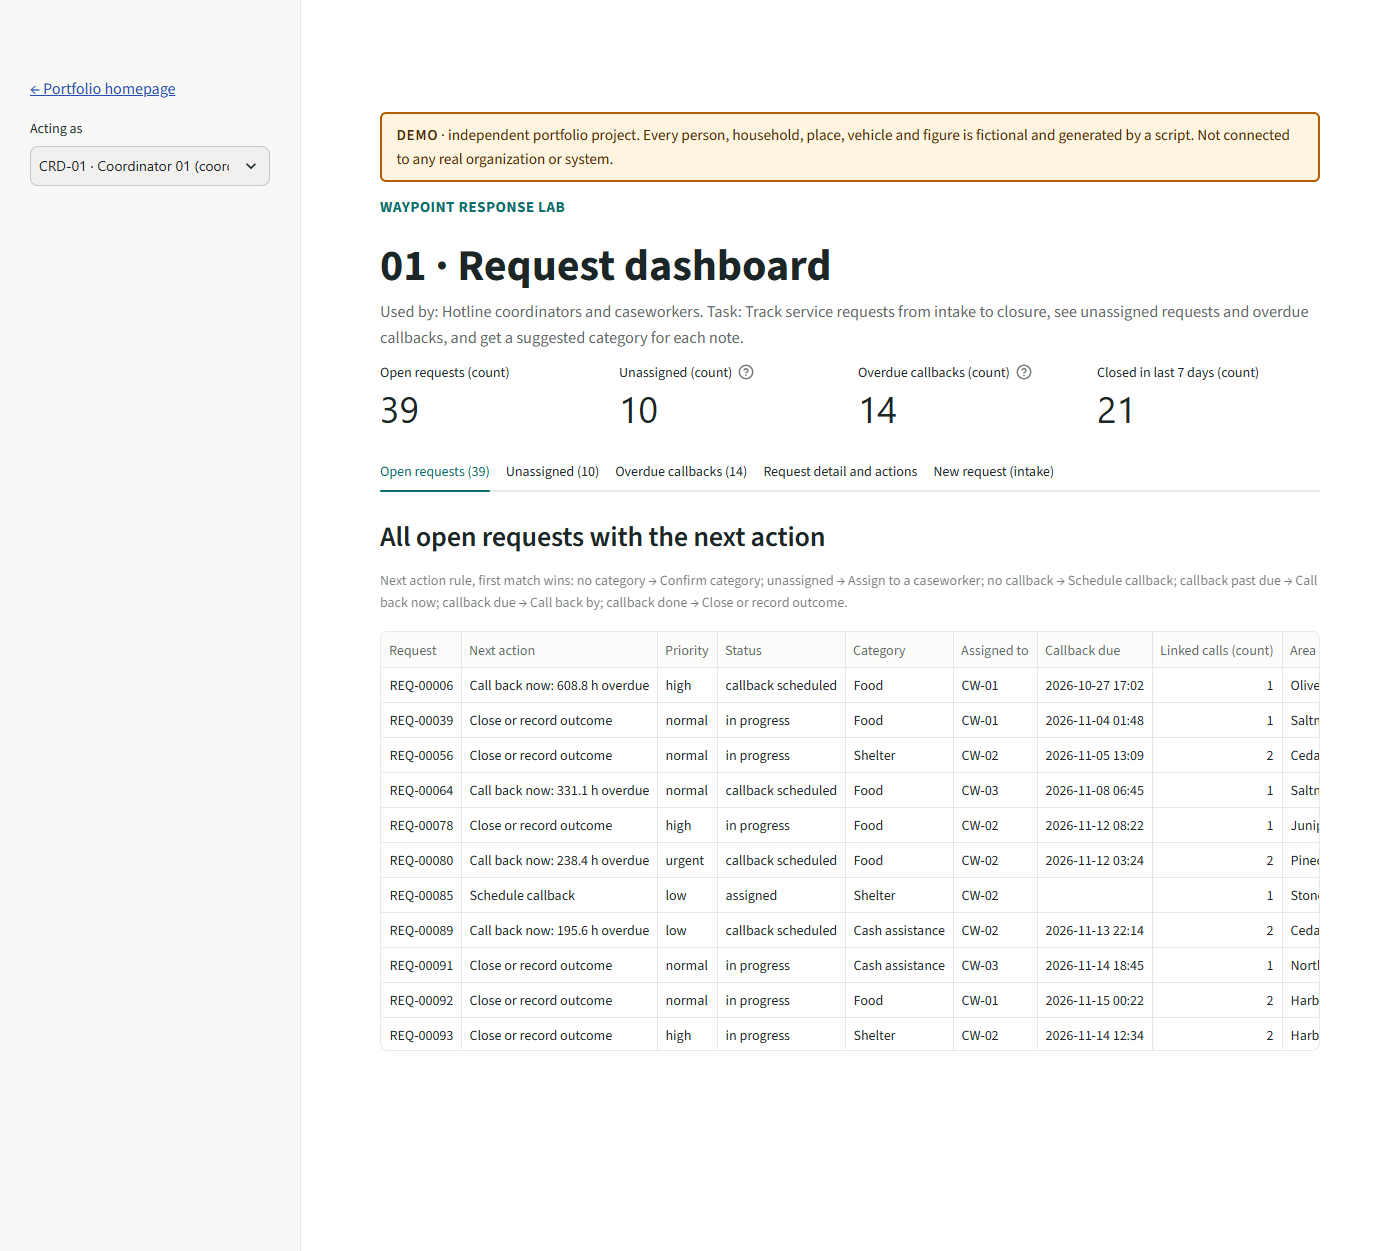 ← Portfolio homepage
Acting as
CRD-01 · Coordinator 01 (coord
DEMO · independent portfolio project. Every person, household, place, vehicle and figure is fictional and generated by a script. Not connected
to any real organization or system.
WAYPOINT RESPONSE LAB
01 · Request dashboard
Used by: Hotline coordinators and caseworkers. Task: Track service requests from intake to closure, see unassigned requests and overdue
callbacks, and get a suggested category for each note.
Open requests (count) Unassigned (count) Overdue callbacks (count) Closed in last 7 days (count)
39 10 14 21
Open requests (39) Unassigned (10) Overdue callbacks (14) Request detail and actions New request (intake)
All open requests with the next action
Next action rule, first match wins: no category → Confirm category; unassigned → Assign to a caseworker; no callback → Schedule callback; callback past due → Call
back now; callback due → Call back by; callback done → Close or record outcome.
Request Next action Priority Status Category Assigned to Callback due Linked calls (count) Area
REQ-00006 Call back now: 608.8 h overdue high callback scheduled Food CW-01 2026-10-27 17:02 1 Olive
REQ-00039 Close or record outcome normal in progress Food CW-01 2026-11-04 01:48 1 Saltm
REQ-00056 Close or record outcome normal in progress Shelter CW-02 2026-11-05 13:09 2 Ceda
REQ-00064 Call back now: 331.1 h overdue normal callback scheduled Food CW-03 2026-11-08 06:45 1 Saltm
REQ-00078 Close or record outcome high in progress Food CW-02 2026-11-12 08:22 1 Junip
REQ-00080 Call back now: 238.4 h overdue urgent callback scheduled Food CW-02 2026-11-12 03:24 2 Pine
REQ-00085 Schedule callback low assigned Shelter CW-02 1 Ston
REQ-00089 Call back now: 195.6 h overdue low callback scheduled Cash assistance CW-02 2026-11-13 22:14 2 Ceda
REQ-00091 Close or record outcome normal in progress Cash assistance CW-03 2026-11-14 18:45 1 North
REQ-00092 Close or record outcome normal in progress Food CW-01 2026-11-15 00:22 2 Harb
REQ-00093 Close or record outcome high in progress Shelter CW-02 2026-11-14 12:34 2 Harb